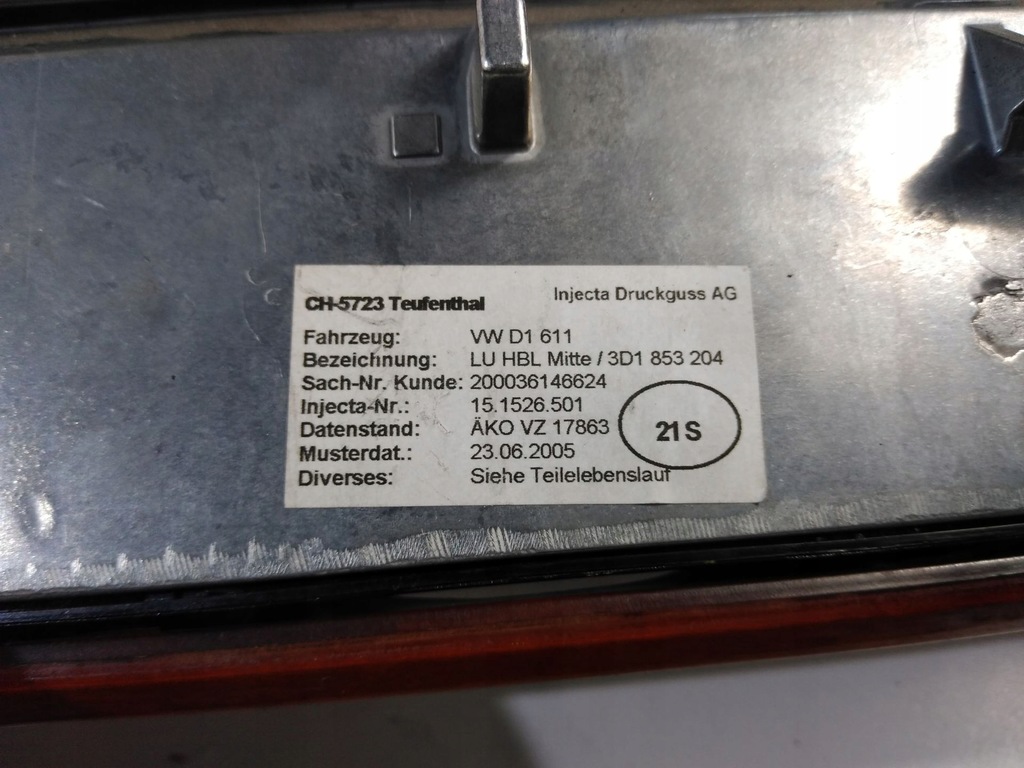 CH-5723 Teufenthal Injecta Druckguss AG
Fahrzeug: VW D1 611
Bezeichnung: LU HBL Mitte / 3D1 853 204
Sach-Nr. Kunde: 200036146624
Injecta-Nr.: 15.1526.501
Datenstand: ÄKO VZ 17863
21 S
Musterdat.: 23.06.2005
Diverses: Siehe Teilelebenslauf